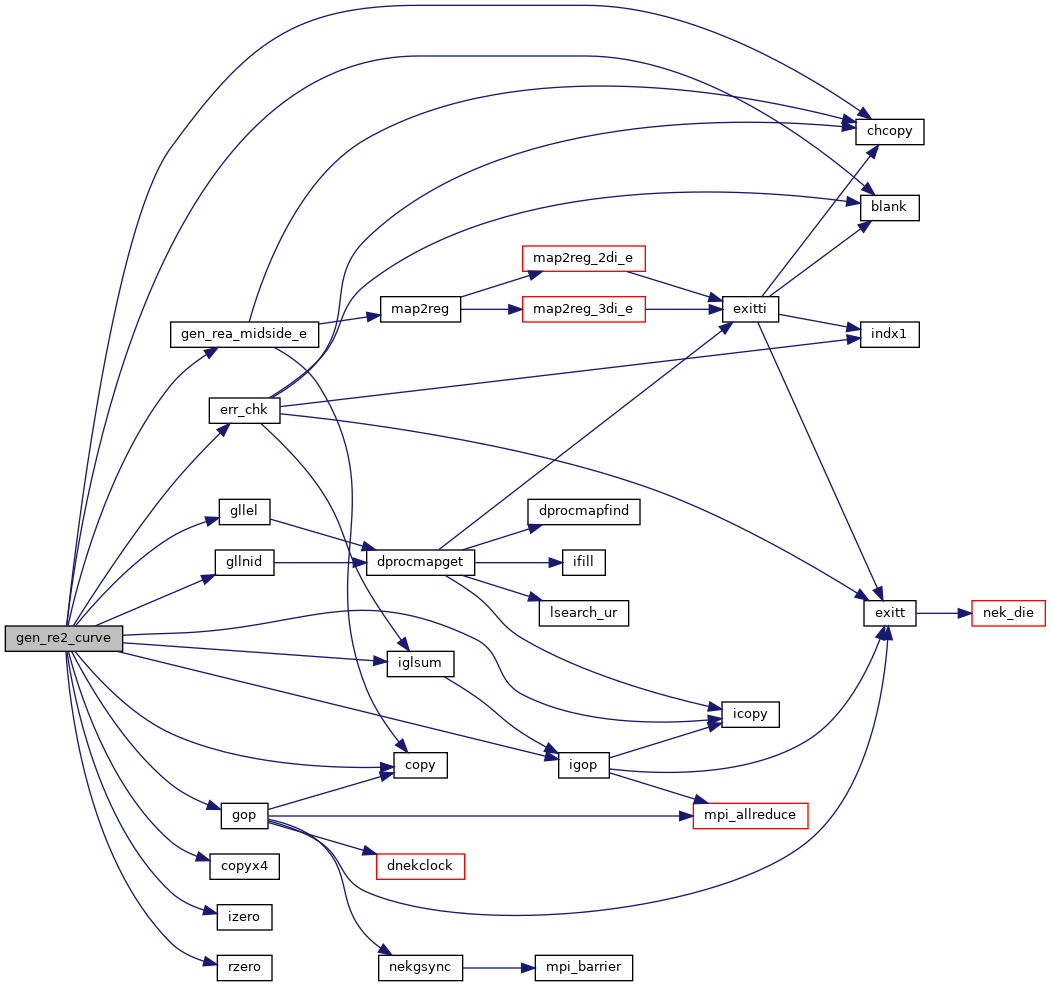 chcopy
blank
map2reg_2di_e
map2reg
map2reg_3di_e
exitti
gen_rea_midside_e
indx1
err_chk
gllel
dprocmapfind
gllnid
dprocmapget
ifill
lsearch_ur
exitt
nek_die
gen_re2_curve
iglsum
icopy
copy
igop
gop
mpi_allreduce
copyx4
dnekclock
izero
rzero
nekgsync
mpi_barrier